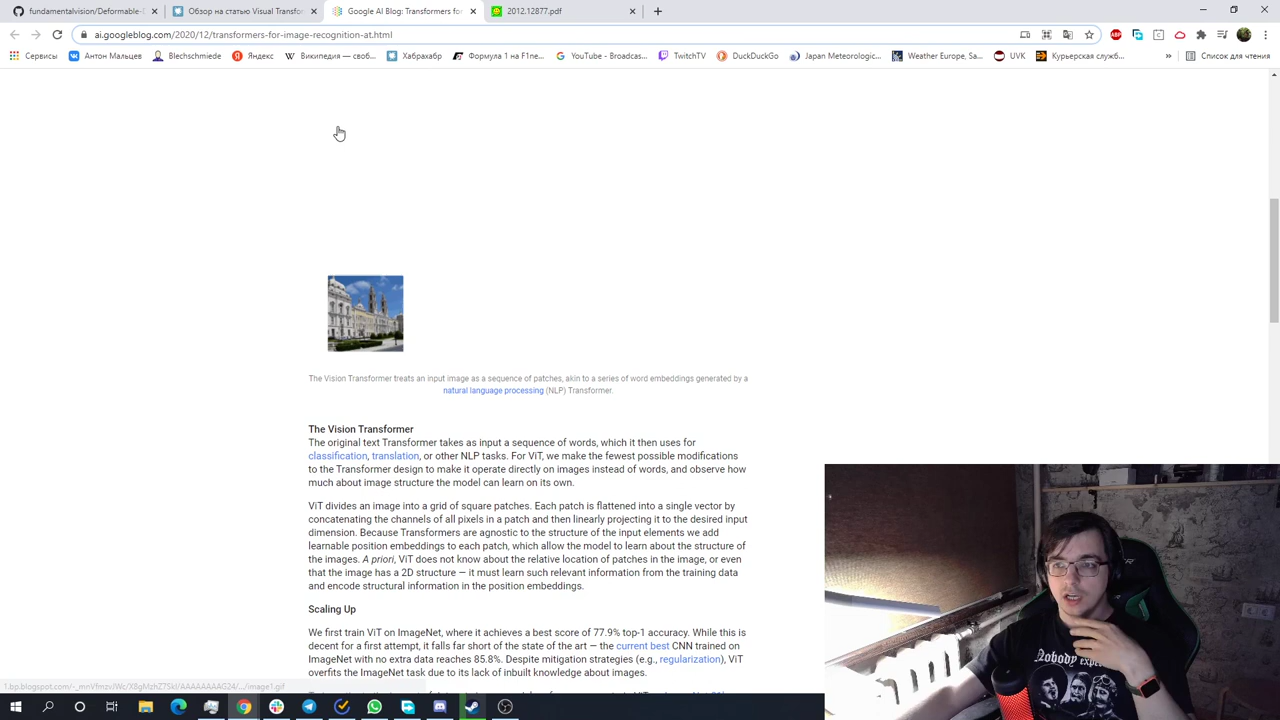 fundamentalvision/Deformable-D
Обзор на статью Visual Transfor
Google AI Blog: Transformers for
2012.12877.pdf
ai.googleblog.com/2020/12/transformers-for-image-recognition-at.html
Сервисы
Антон Мальцев
Blechschmiede
Яндекс
Википедия — своб...
Хабрахабр
Формула 1 на F1ne...
YouTube - Broadcas...
TwitchTV
DuckDuckGo
Japan Meteorologic...
Weather Europe, Sa...
UVK
Курьерская служб...
»
Список для чтения
The Vision Transformer treats an input image as a sequence of patches, akin to a series of word embeddings generated by a
natural language processing (NLP) Transformer.
The Vision Transformer
The original text Transformer takes as input a sequence of words, which it then uses for
classification, translation, or other NLP tasks. For ViT, we make the fewest possible modifications
to the Transformer design to make it operate directly on images instead of words, and observe how
much about image structure the model can learn on its own.
ViT divides an image into a grid of square patches. Each patch is flattened into a single vector by
concatenating the channels of all pixels in a patch and then linearly projecting it to the desired input
dimension. Because Transformers are agnostic to the structure of the input elements we add
learnable position embeddings to each patch, which allow the model to learn about the structure of
the images. A priori, ViT does not know about the relative location of patches in the image, or even
that the image has a 2D structure — it must learn such relevant information from the training data
and encode structural information in the position embeddings.
Scaling Up
We first train ViT on ImageNet, where it achieves a best score of 77.9% top-1 accuracy. While this is
decent for a first attempt, it falls far short of the state of the art — the current best CNN trained on
ImageNet with no extra data reaches 85.8%. Despite mitigation strategies (e.g., regularization), ViT
overfits the ImageNet task due to its lack of inbuilt knowledge about images.